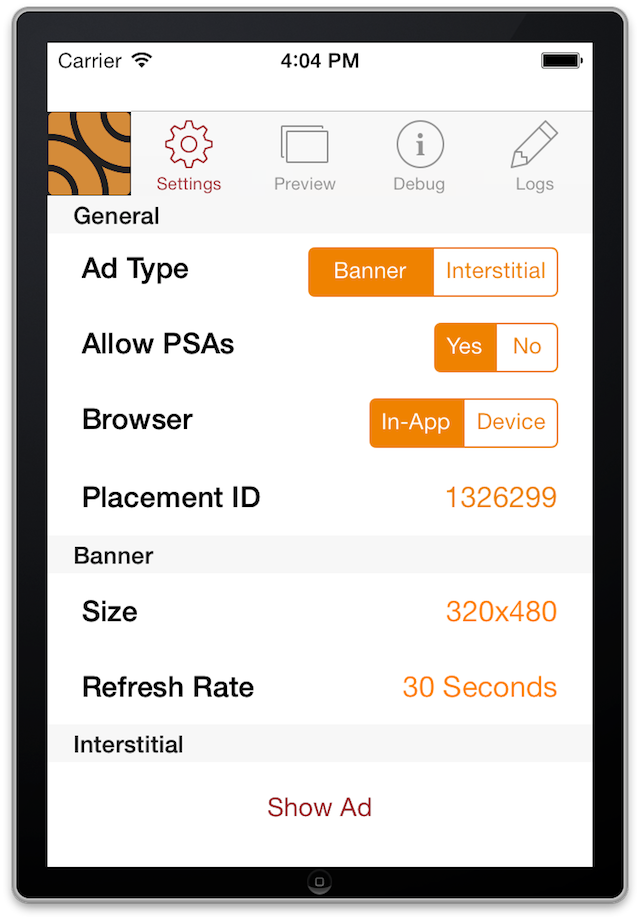 Carrier 4:04 PM
Settings Preview Debug Logs
General
Ad Type Banner Interstitial
Allow PSAs Yes No
Browser In-App Device
Placement ID 1326299
Banner
Size 320x480
Refresh Rate 30 Seconds
Interstitial
Show Ad